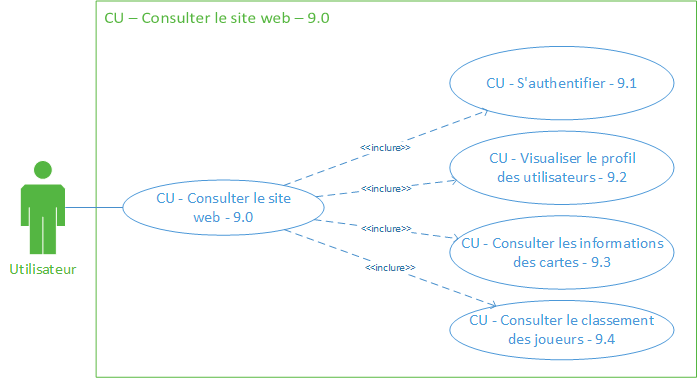 CU – Consulter le site web – 9.0
CU - S'authentifier - 9.1
<<inclure>>
CU - Visualiser le profil
des utilisateurs - 9.2
<<inclure>>
CU - Consulter le site
web - 9.0
<<inclure>>
CU - Consulter les informations
des cartes - 9.3
Utilisateur
<<inclure>>
CU - Consulter le classement
des joueurs - 9.4